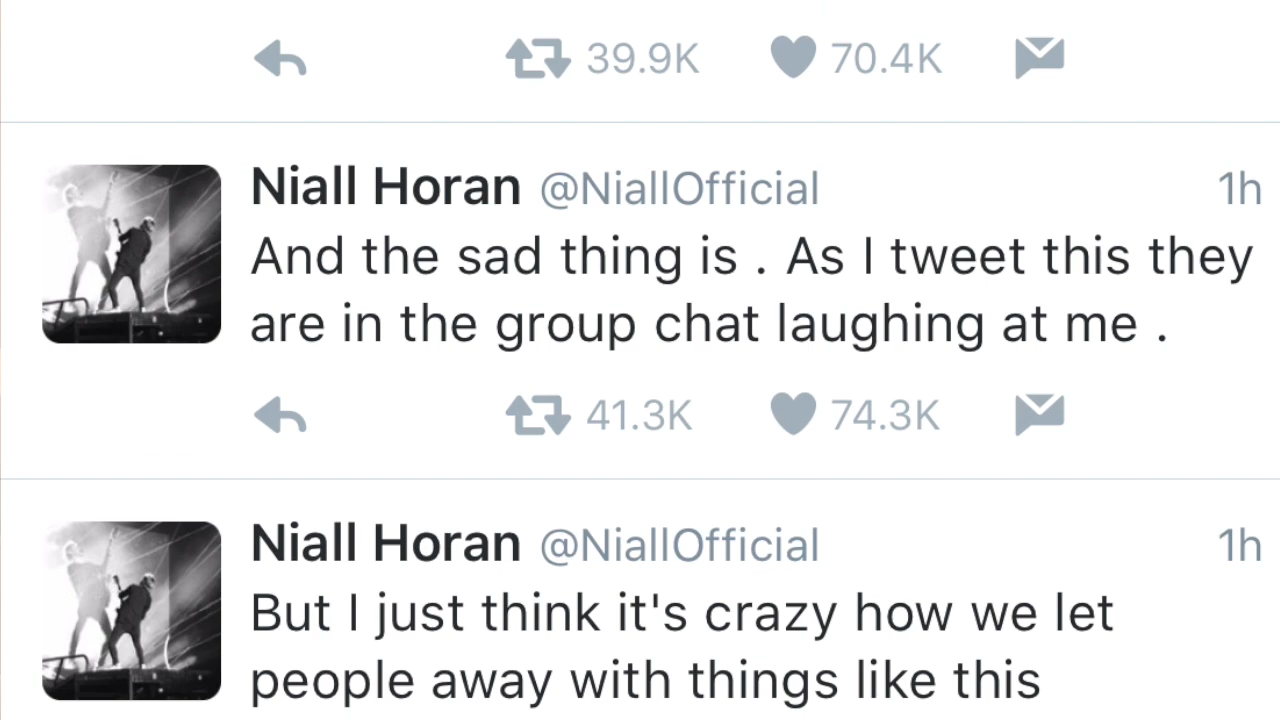 39.9K 70.4K
Niall Horan @NiallOfficial 1h
And the sad thing is . As I tweet this they
are in the group chat laughing at me .
41.3K 74.3K
Niall Horan @NiallOfficial 1h
But I just think it's crazy how we let
people away with things like this